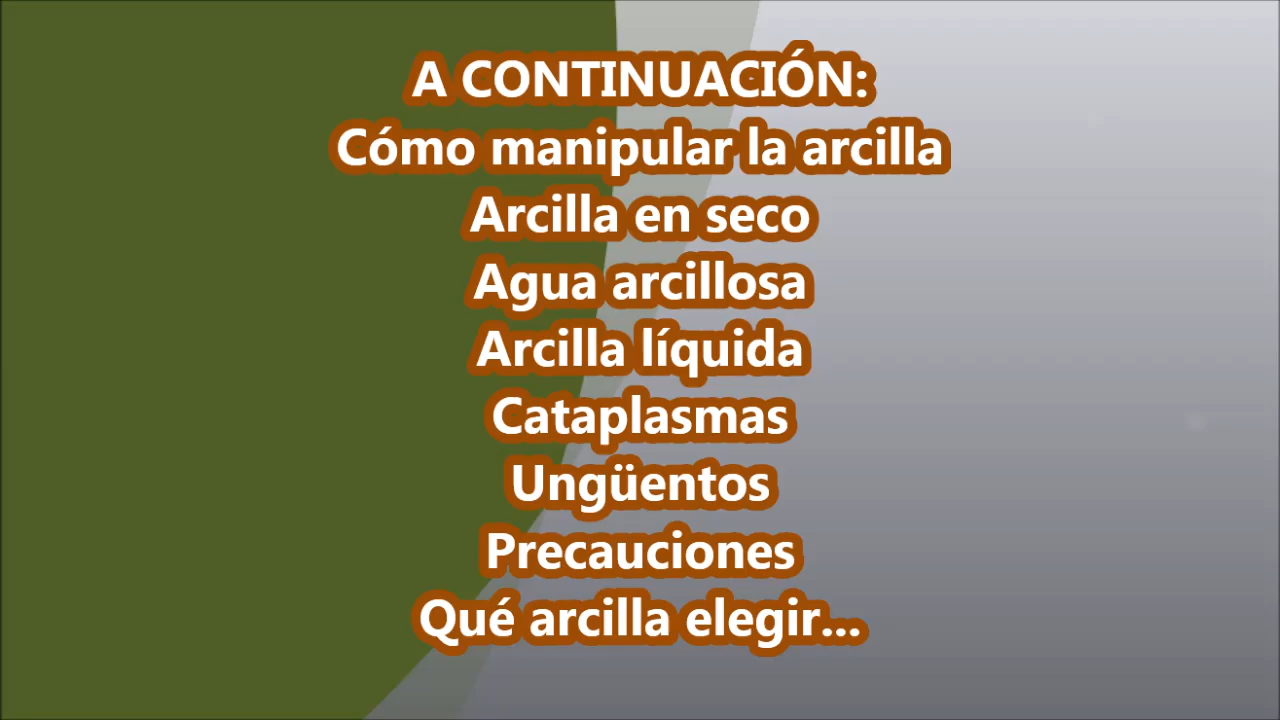 A CONTINUACIÓN:
Cómo manipular la arcilla
Arcilla en seco
Agua arcillosa
Arcilla líquida
Cataplasmas
Ungüentos
Precauciones
Qué arcilla elegir...